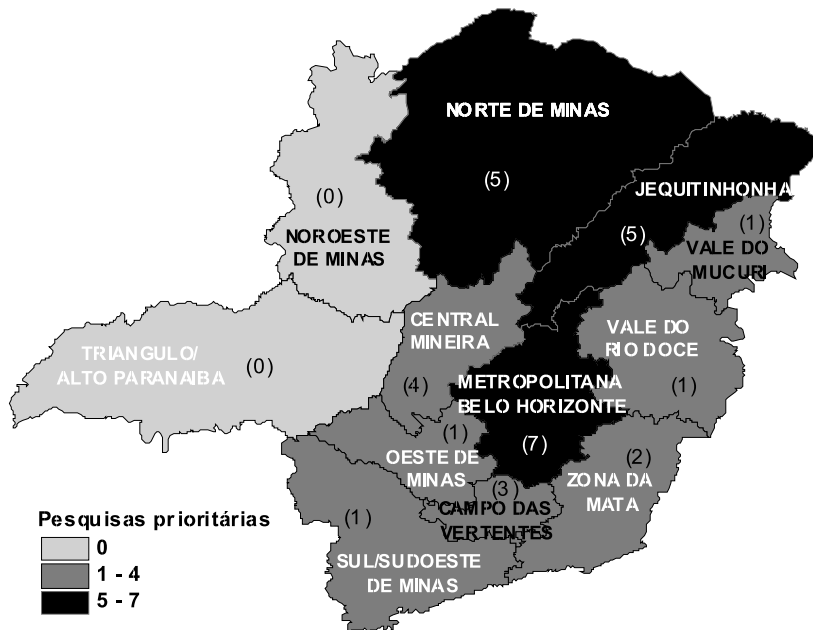 NORTE DE MINAS
(5)
JEQUITINHONHA
(5)
(1)
VALE DO
MUCURI
(0)
NOROESTE
DE MINAS
CENTRAL
MINEIRA
(4)
VALE DO
RIO DOCE
(1)
TRIANGULO/
ALTO PARANAIBA
(0)
METROPOLITANA
BELO HORIZONTE
(7)
(1)
OESTE DE
MINAS
(2)
ZONA DA
MATA
(3)
CAMPO DAS
VERTENTES
(1)
SUL/SUDOESTE
DE MINAS
Pesquisas prioritárias
0
1 - 4
5 - 7